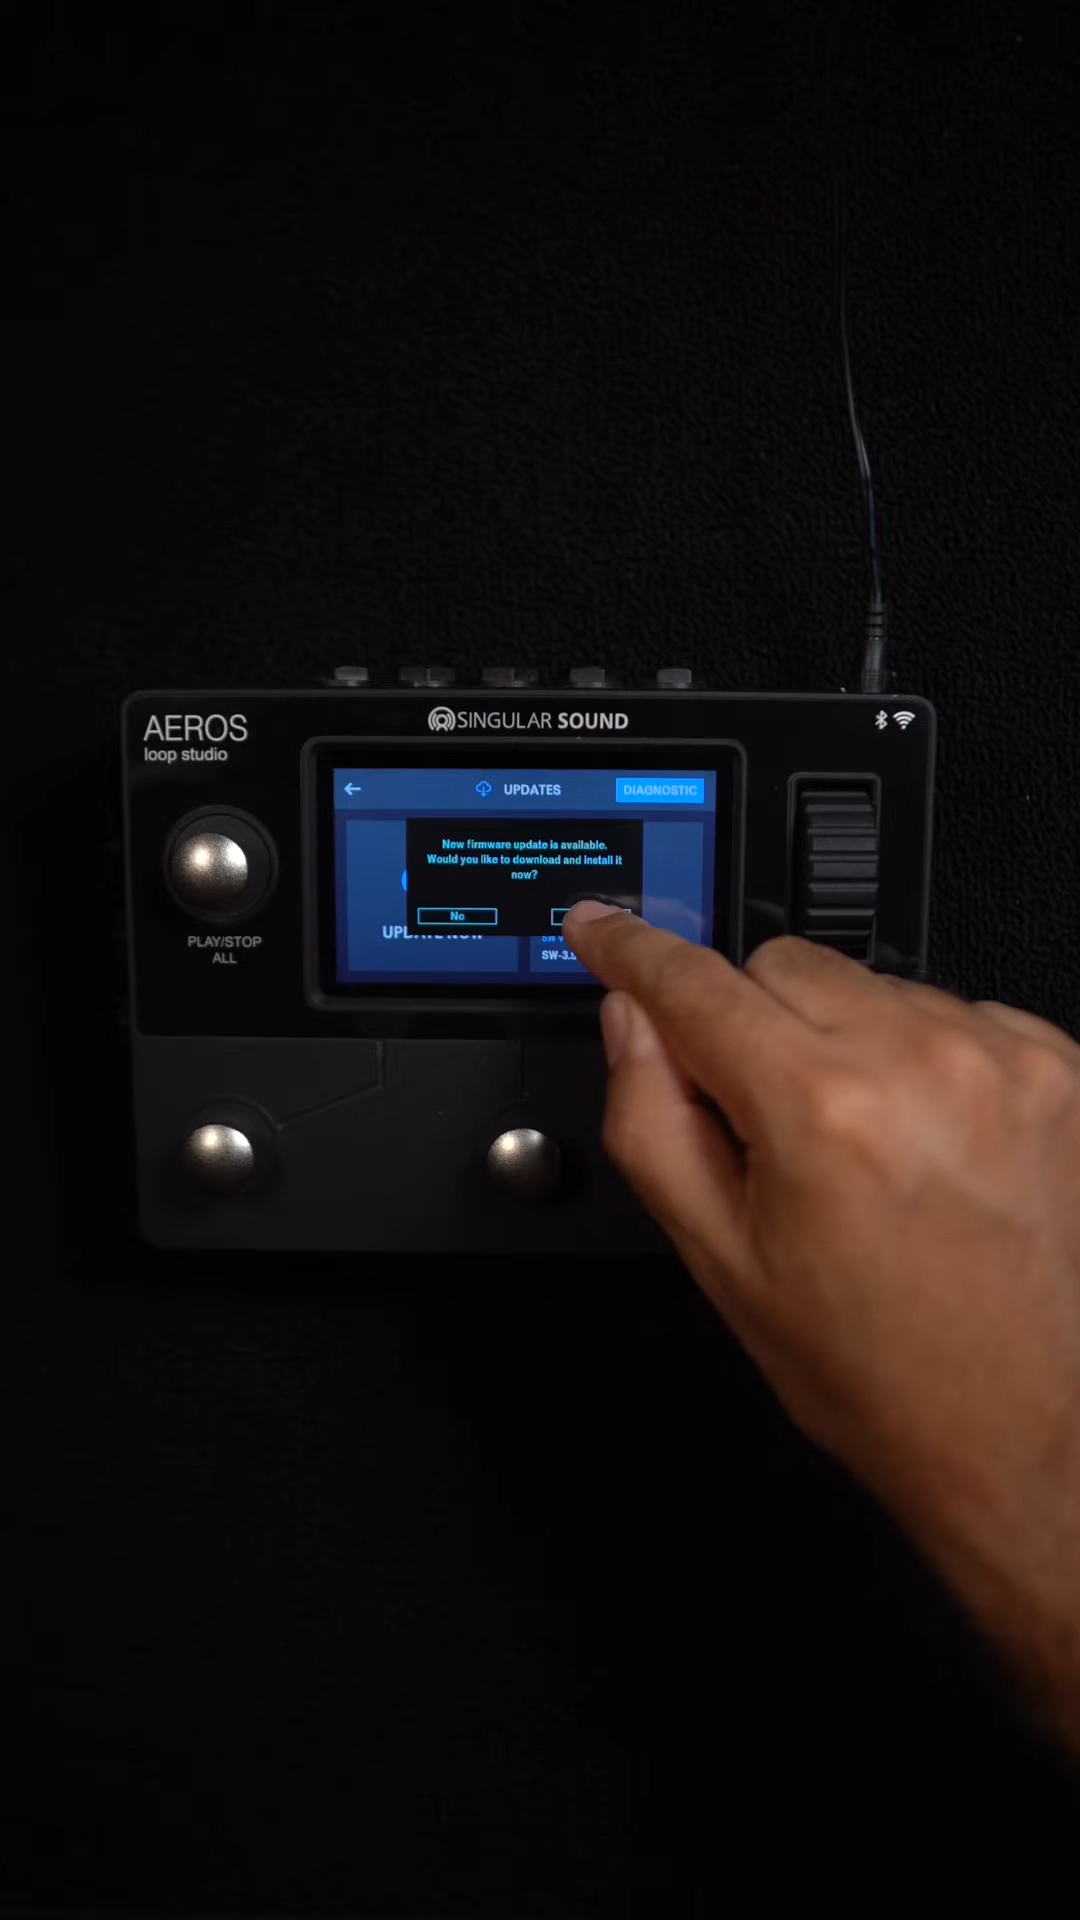 AEROS
loop studio
SINGULAR SOUND
UPDATES
DIAGNOSTIC
New firmware update is available.
Would you like to download and install it
now?
No
PLAY/STOP
ALL